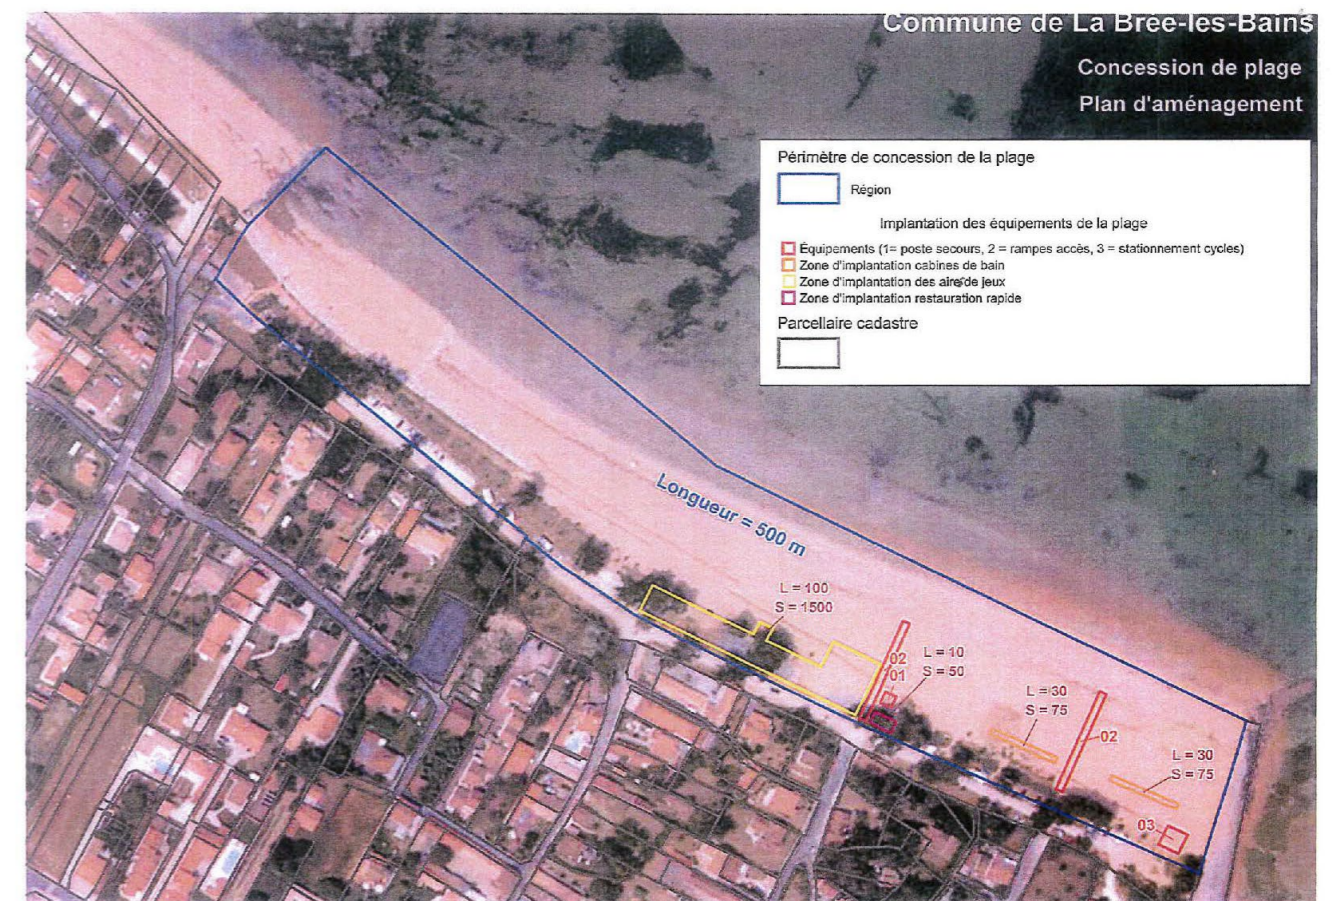 Commune de La Brée-les-Bains
Concession de plage
Plan d'aménagement
Périmètre de concession de la plage
Région
Implantation des équipements de la plage
Équipements (1= poste secours, 2 = rampes accès, 3 = stationnement cycles)
Zone d'implantation cabines de bain
Zone d'implantation des aires de jeux
Zone d'implantation restauration rapide
Parcellaire cadastre
Longueur = 500 m
L = 100
S = 1500
02
01
L = 10
S = 50
L = 30
S = 75
02
L = 30
S = 75
03